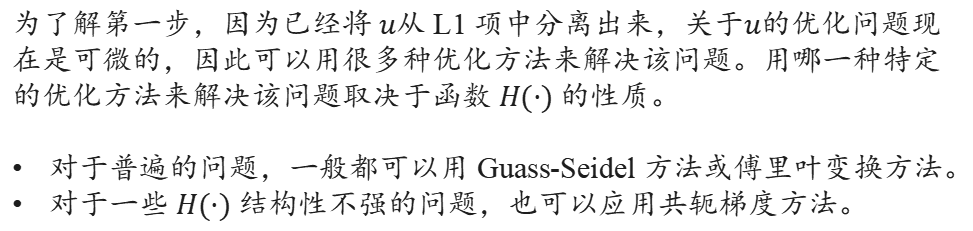 为了解第一步，因为已经将 u从 L1 项中分离出来，关于u的优化问题现
在是可微的，因此可以用很多种优化方法来解决该问题。用哪一种特定
的优化方法来解决该问题取决于函数 H(·) 的性质。
• 对于普遍的问题，一般都可以用 Guass-Seidel 方法或傅里叶变换方法。
• 对于一些 H(·) 结构性不强的问题，也可以应用共轭梯度方法。